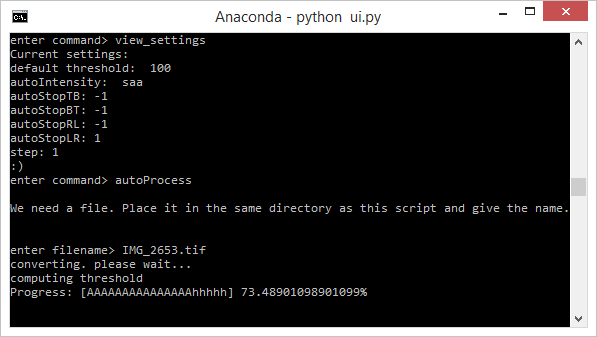 Anaconda - python  ui.py
enter command> view_settings
Current settings:
default threshold:  100
autoIntensity:  saa
autoStopTB: -1
autoStopBT: -1
autoStopRL: -1
autoStopLR: 1
step: 1
:)
enter command> autoProcess
We need a file. Place it in the same directory as this script and give the name.
enter filename> IMG_2653.tif
converting. please wait...
computing threshold
Progress: [AAAAAAAAAAAAAAAhhhhh] 73.48901098901099%